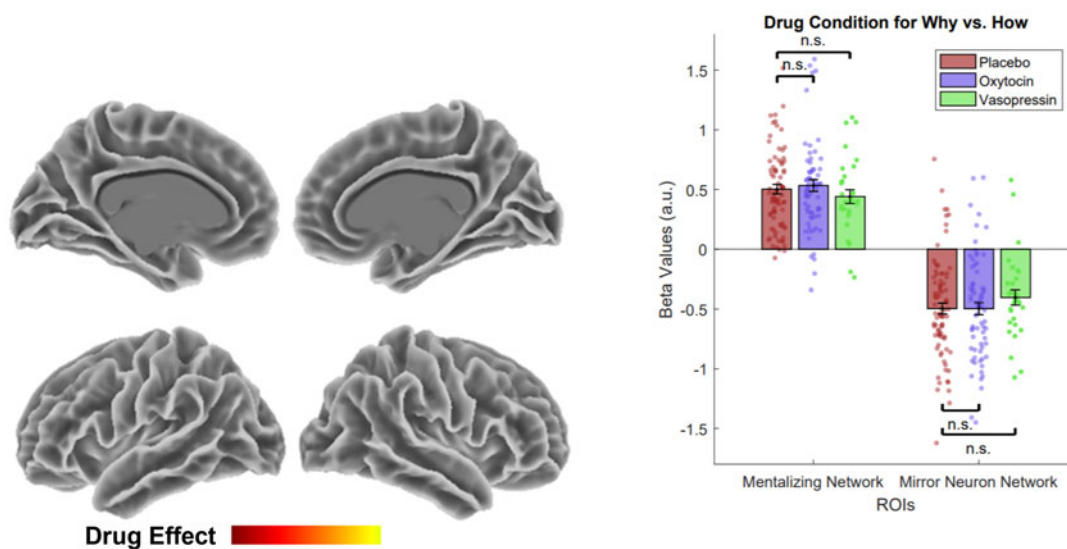 Drug Effect
Drug Condition for Why vs. How
n.s.
n.s.
Placebo
Oxytocin
Vasopressin
1.5
1
0.5
0
-0.5
-1
-1.5
Beta Values (a.u.)
n.s.
n.s.
Mentalizing Network Mirror Neuron Network
ROIs